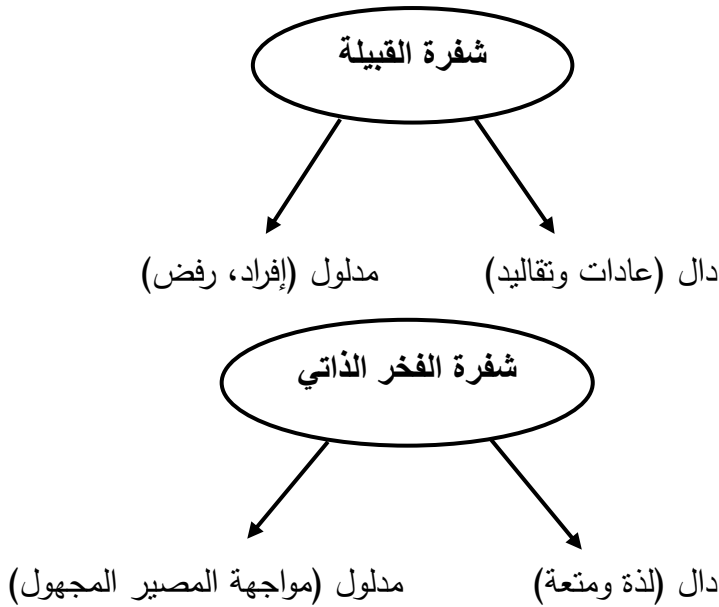 شفرة القبيلة
دال (عادات وتقاليد) مدلول (إفراد، رفض)
شفرة الفخر الذاتي
دال (لذة ومتعة) مدلول (مواجهة المصير المجهول)